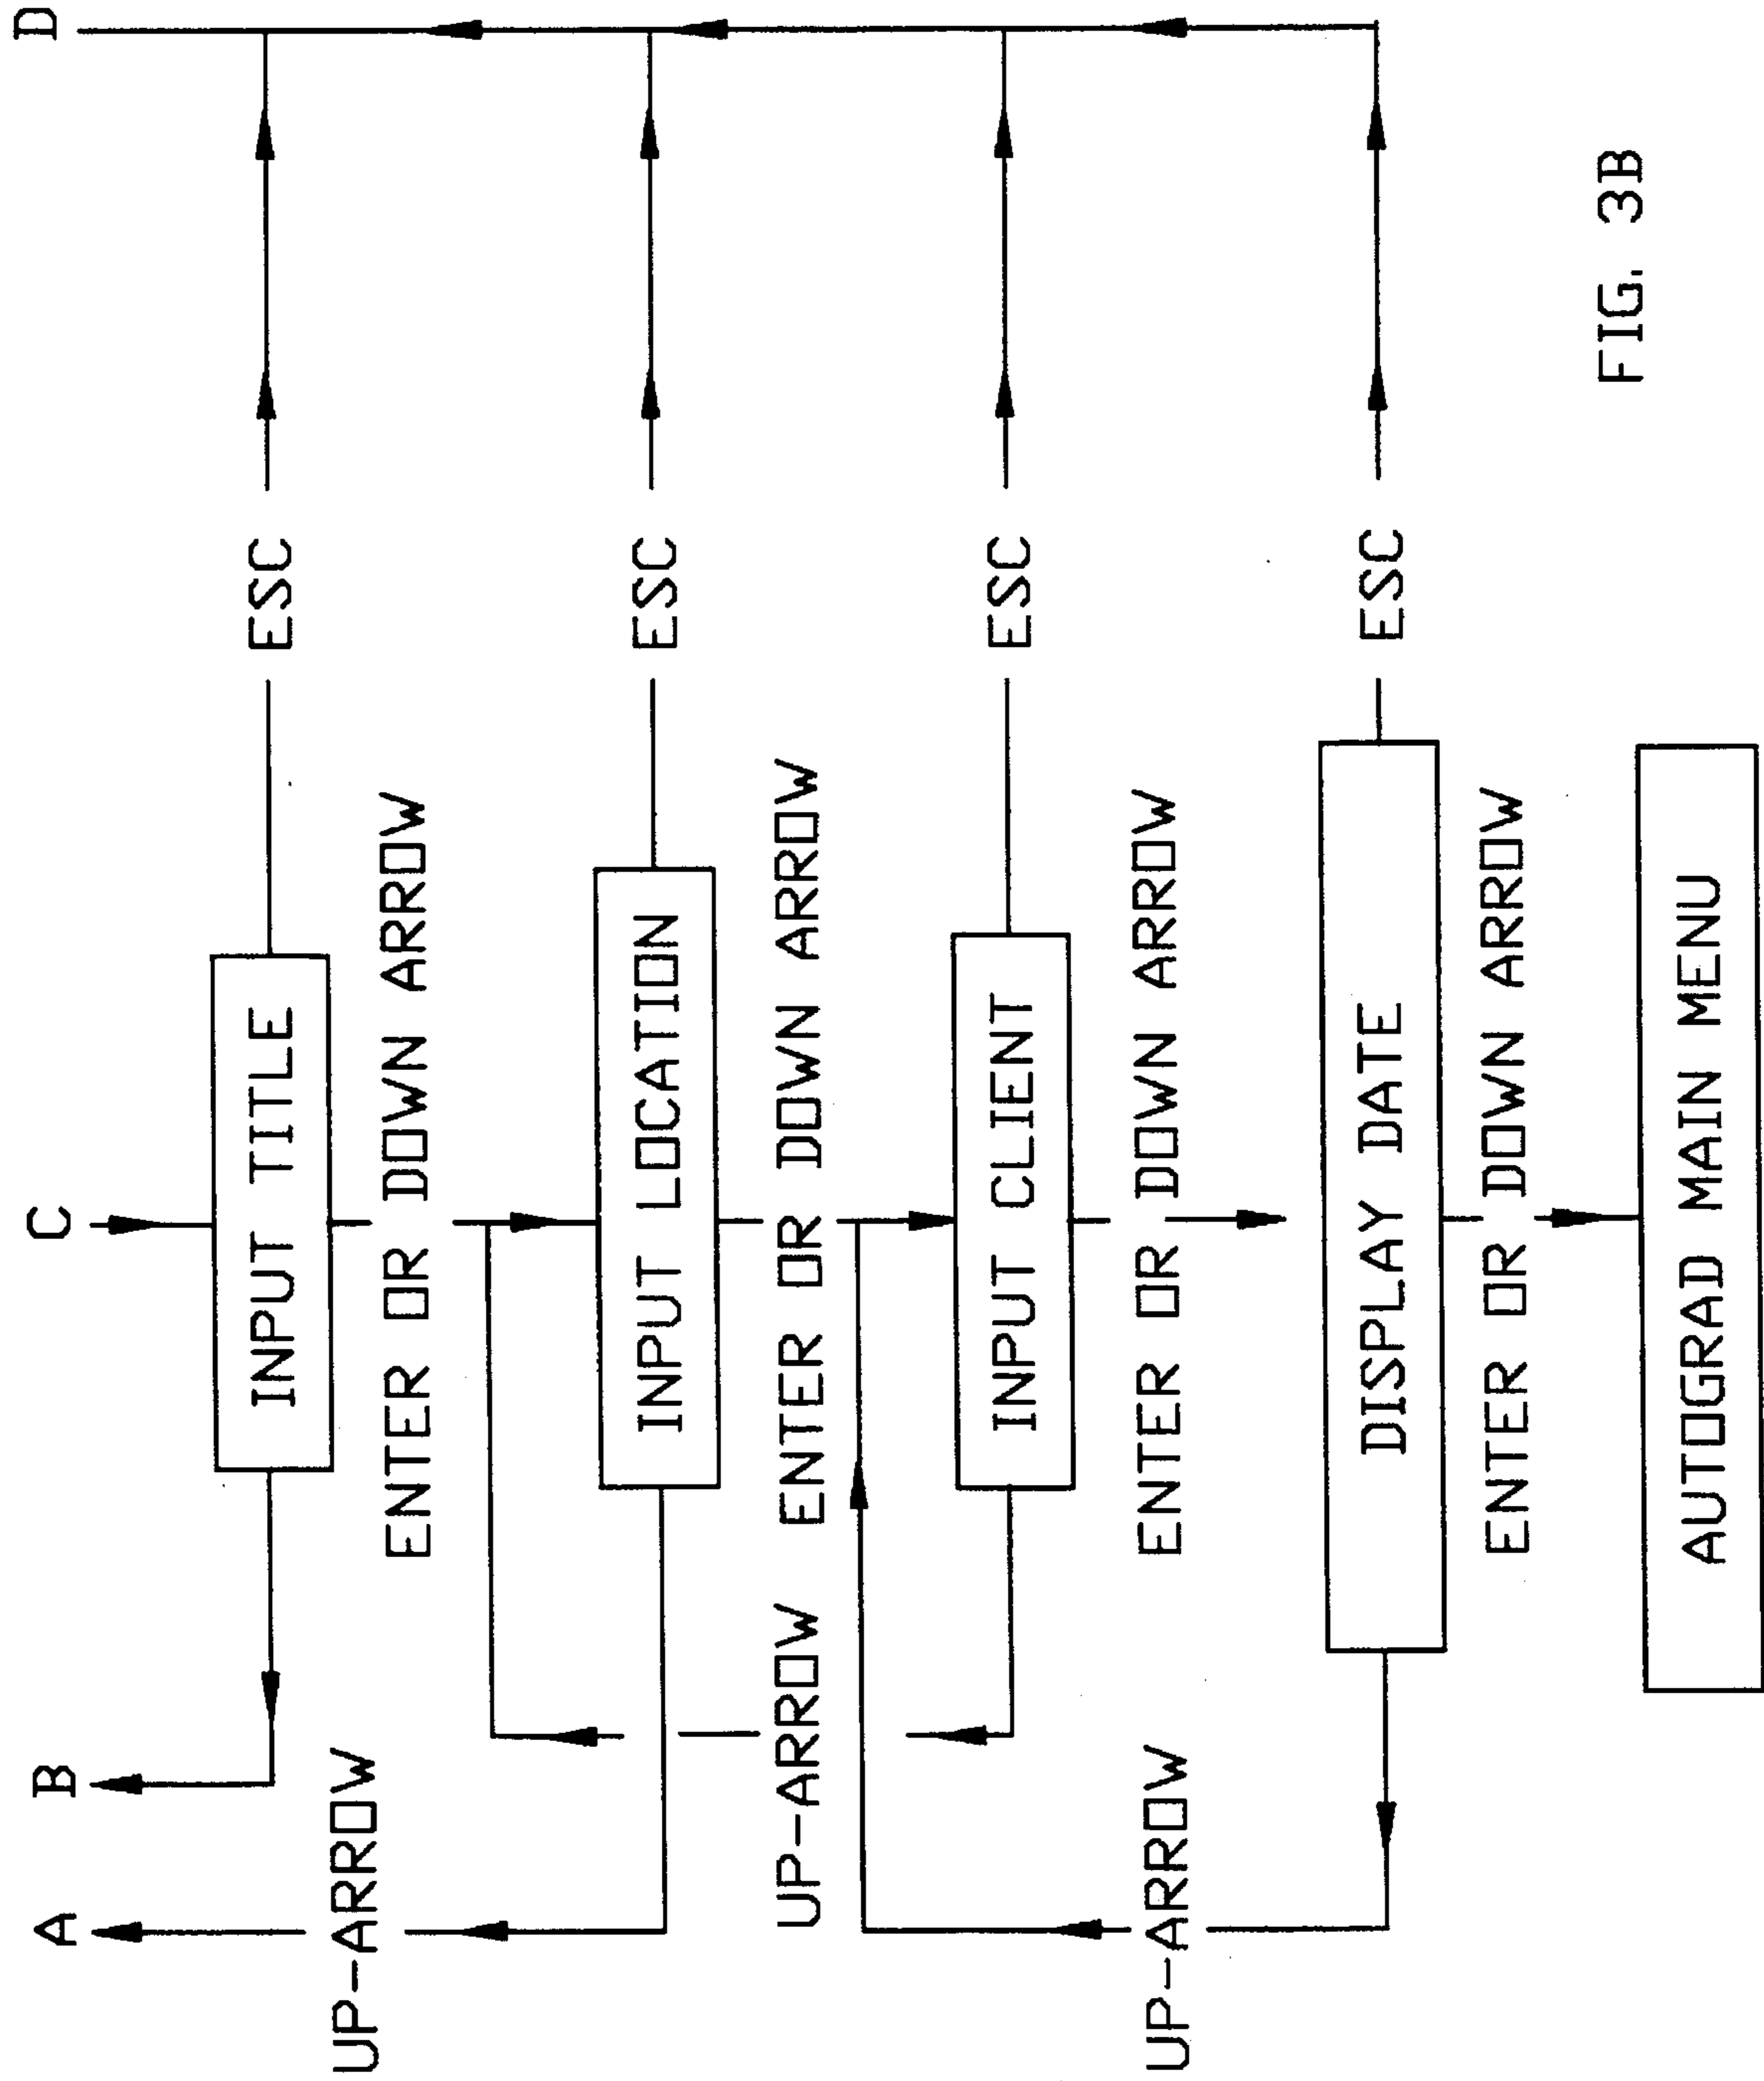 A
B
C
D
INPUT TITLE
ESC
UP-ARROW
ENTER OR DOWN ARROW
INPUT LOCATION
ESC
UP-ARROW
ENTER OR DOWN ARROW
INPUT CLIENT
ESC
UP-ARROW
ENTER OR DOWN ARROW
DISPLAY DATE
ESC
ENTER OR DOWN ARROW
AUTOGRAD MAIN MENU
FIG. 3B